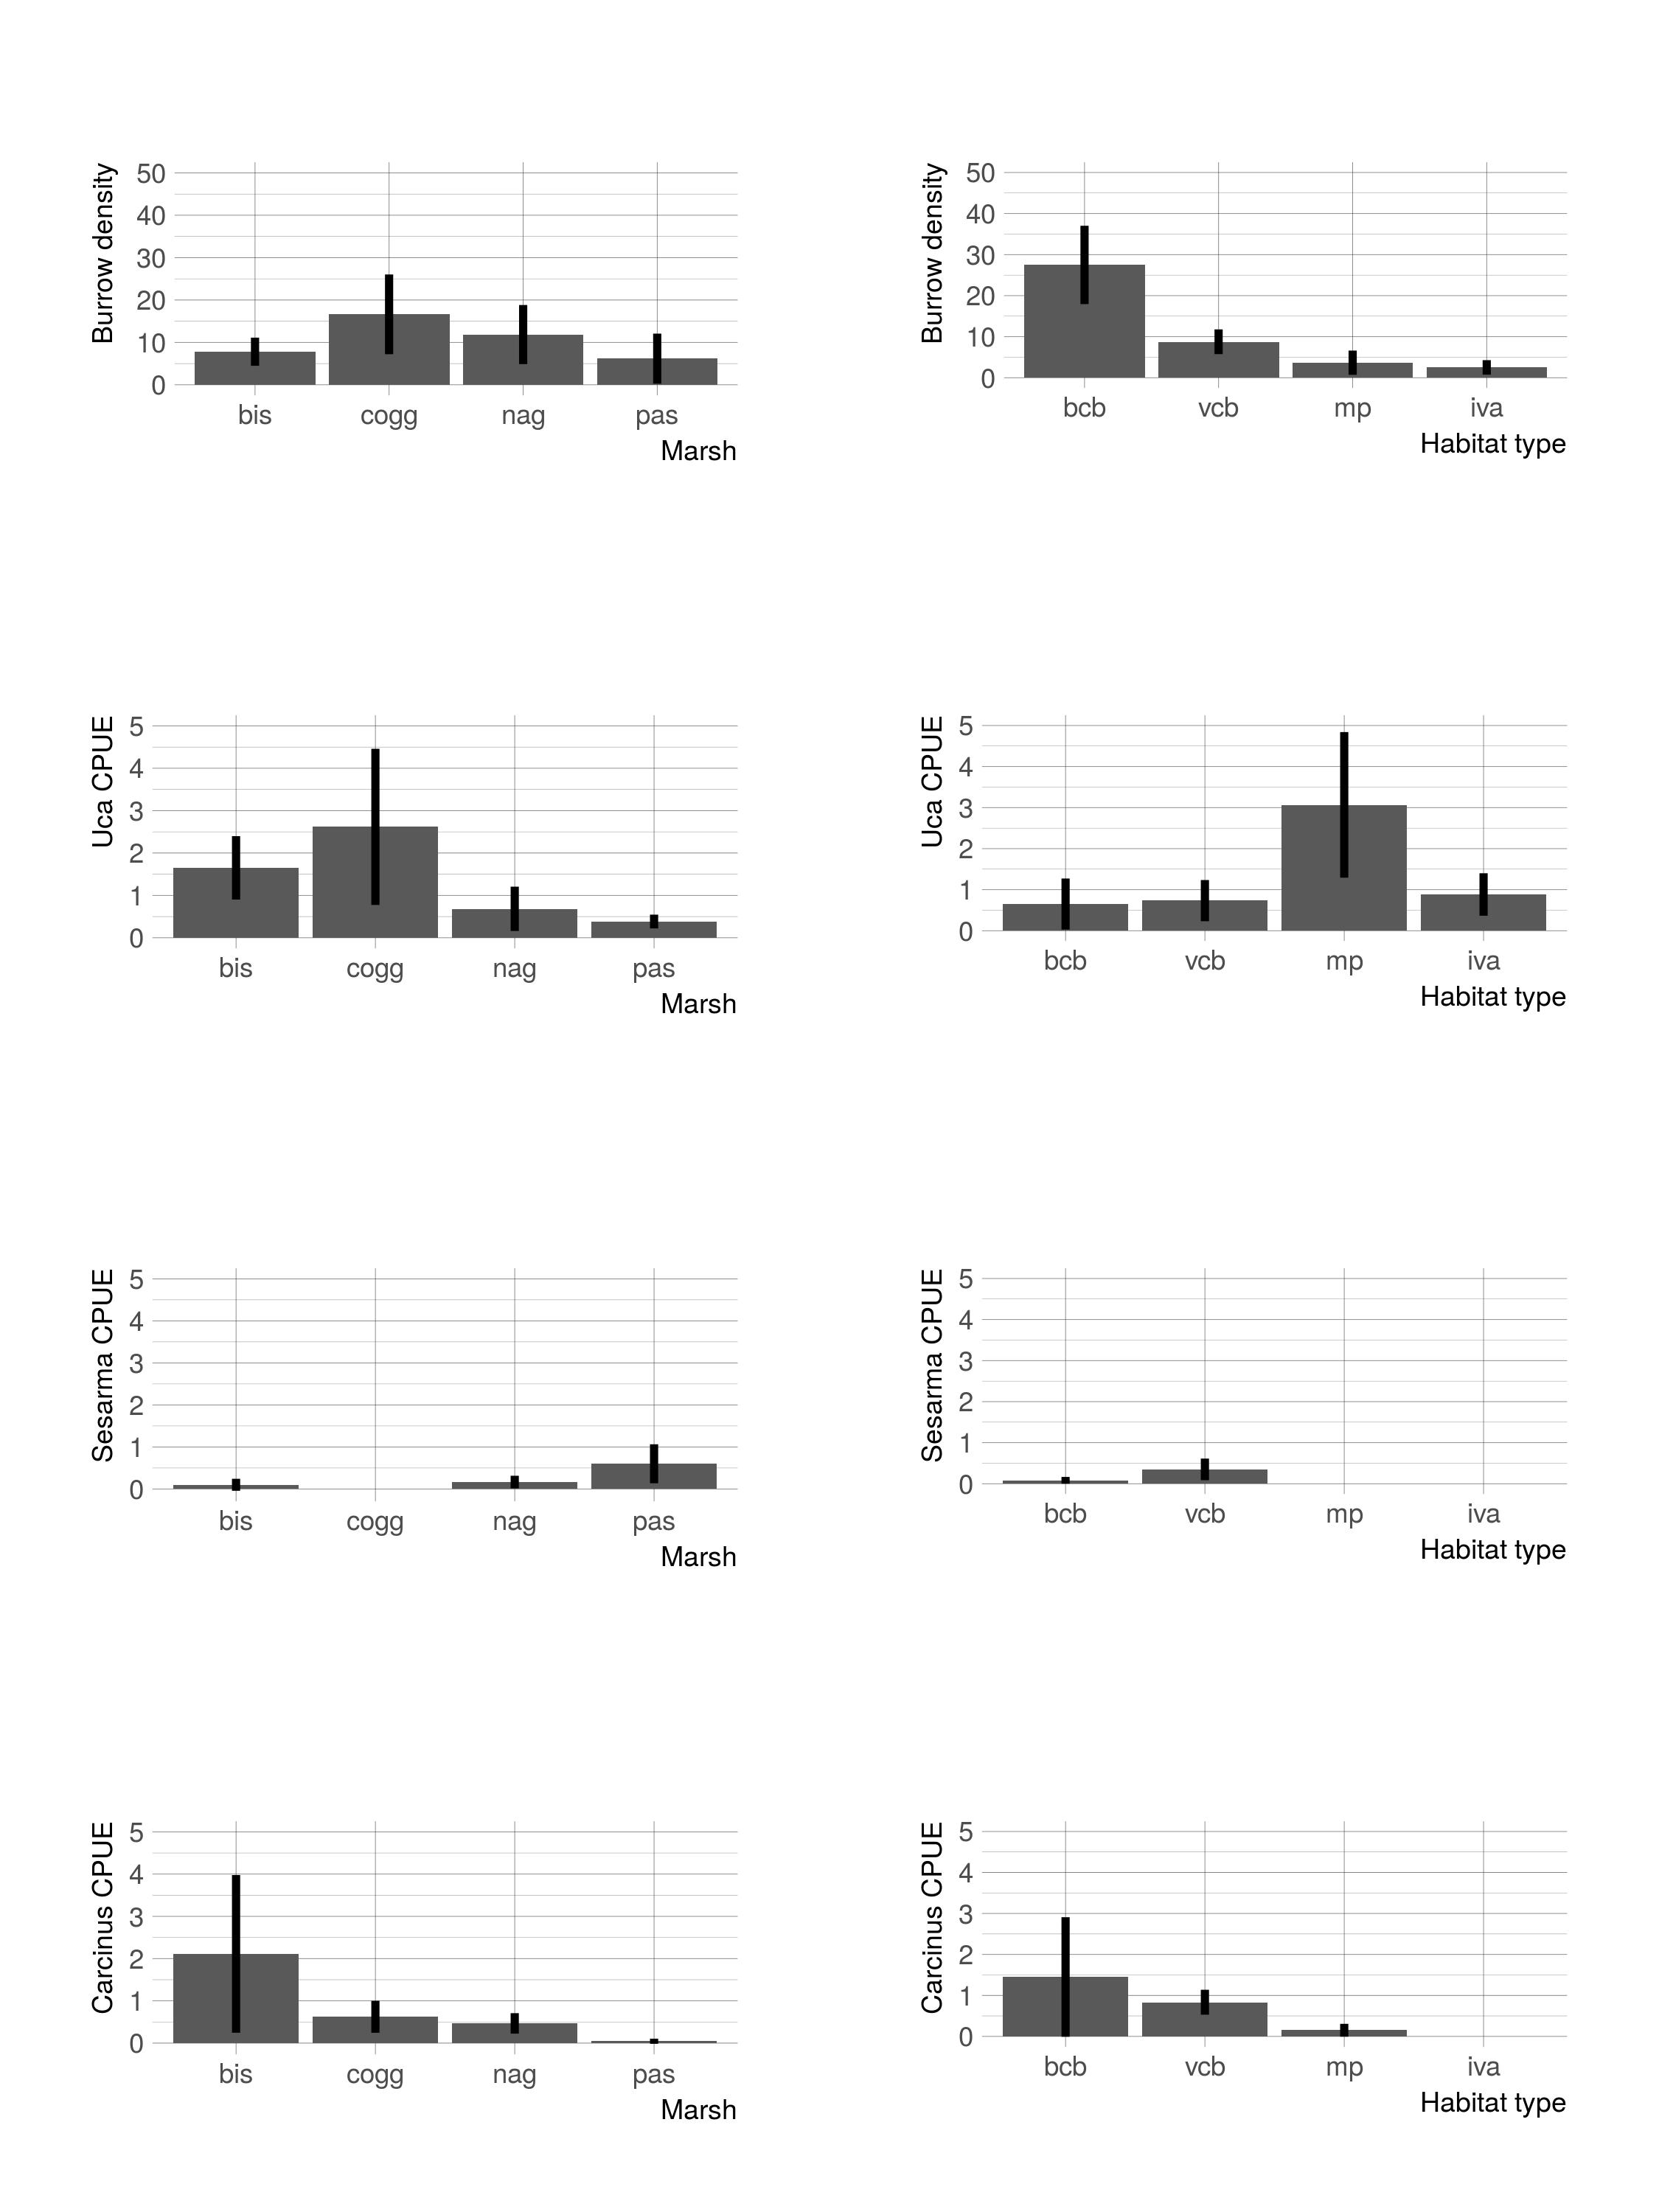 Burrow density
50
40
30
20
10
0
bis cogg nag pas
Marsh
Burrow density
50
40
30
20
10
0
bcb vcb mp iva
Habitat type
Uca CPUE
5
4
3
2
1
0
bis cogg nag pas
Marsh
Uca CPUE
5
4
3
2
1
0
bcb vcb mp iva
Habitat type
Sesarma CPUE
5
4
3
2
1
0
bis cogg nag pas
Marsh
Sesarma CPUE
5
4
3
2
1
0
bcb vcb mp iva
Habitat type
Carcinus CPUE
5
4
3
2
1
0
bis cogg nag pas
Marsh
Carcinus CPUE
5
4
3
2
1
0
bcb vcb mp iva
Habitat type